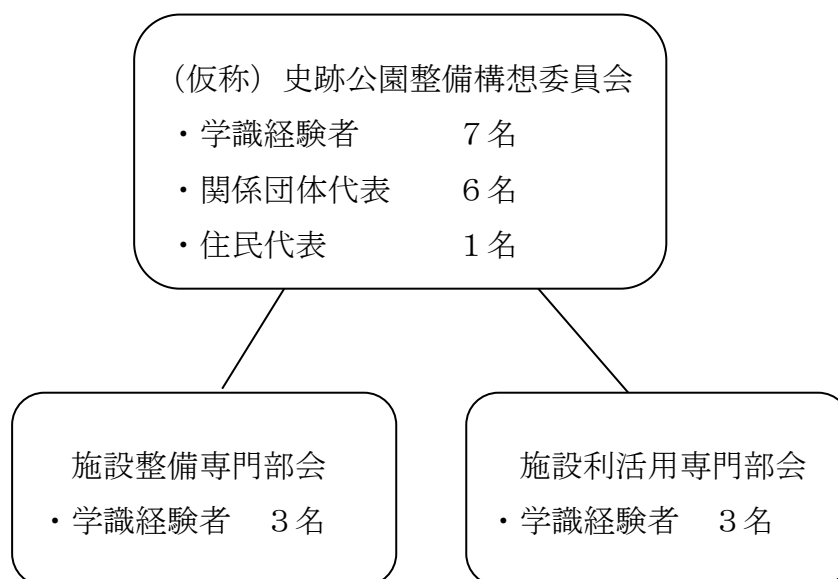 （仮称）史跡公園整備構想委員会
・学識経験者　　　７名
・関係団体代表　　６名
・住民代表　　　　１名
施設整備専門部会
・学識経験者　３名
施設利活用専門部会
・学識経験者　３名